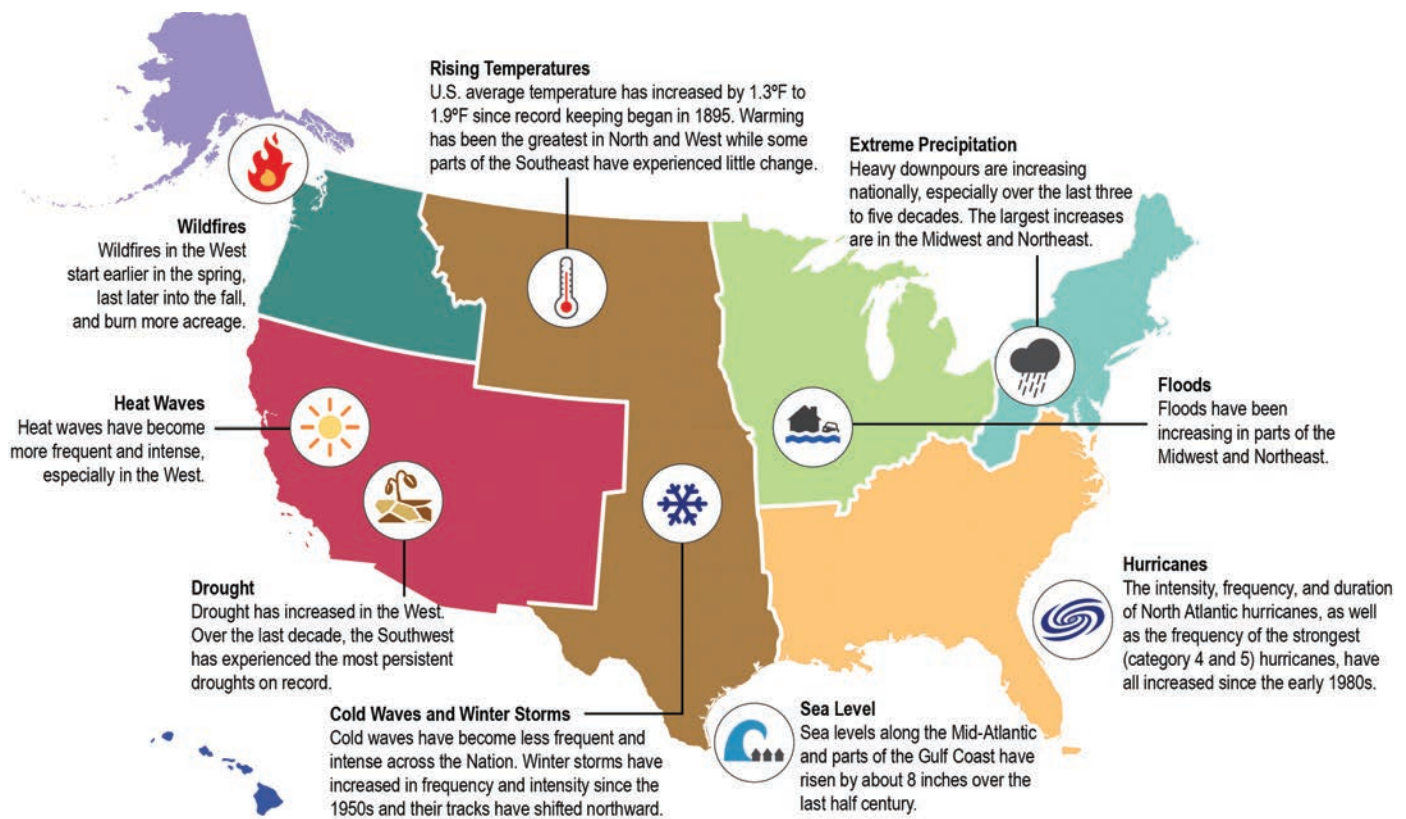 Rising Temperatures
U.S. average temperature has increased by 1.3ºF to
1.9ºF since record keeping began in 1895. Warming
has been the greatest in North and West while some
parts of the Southeast have experienced little change.
Extreme Precipitation
Heavy downpours are increasing
nationally, especially over the last three
to five decades. The largest increases
are in the Midwest and Northeast.
Wildfires
Wildfires in the West
start earlier in the spring,
last later into the fall,
and burn more acreage.
Heat Waves
Heat waves have become
more frequent and intense,
especially in the West.
Floods
Floods have been
increasing in parts of the
Midwest and Northeast.
Drought
Drought has increased in the West.
Over the last decade, the Southwest
has experienced the most persistent
droughts on record.
Hurricanes
The intensity, frequency, and duration
of North Atlantic hurricanes, as well
as the frequency of the strongest
(category 4 and 5) hurricanes, have
all increased since the early 1980s.
Cold Waves and Winter Storms
Cold waves have become less frequent and
intense across the Nation. Winter storms have
increased in frequency and intensity since the
1950s and their tracks have shifted northward.
Sea Level
Sea levels along the Mid-Atlantic
and parts of the Gulf Coast have
risen by about 8 inches over the
last half century.